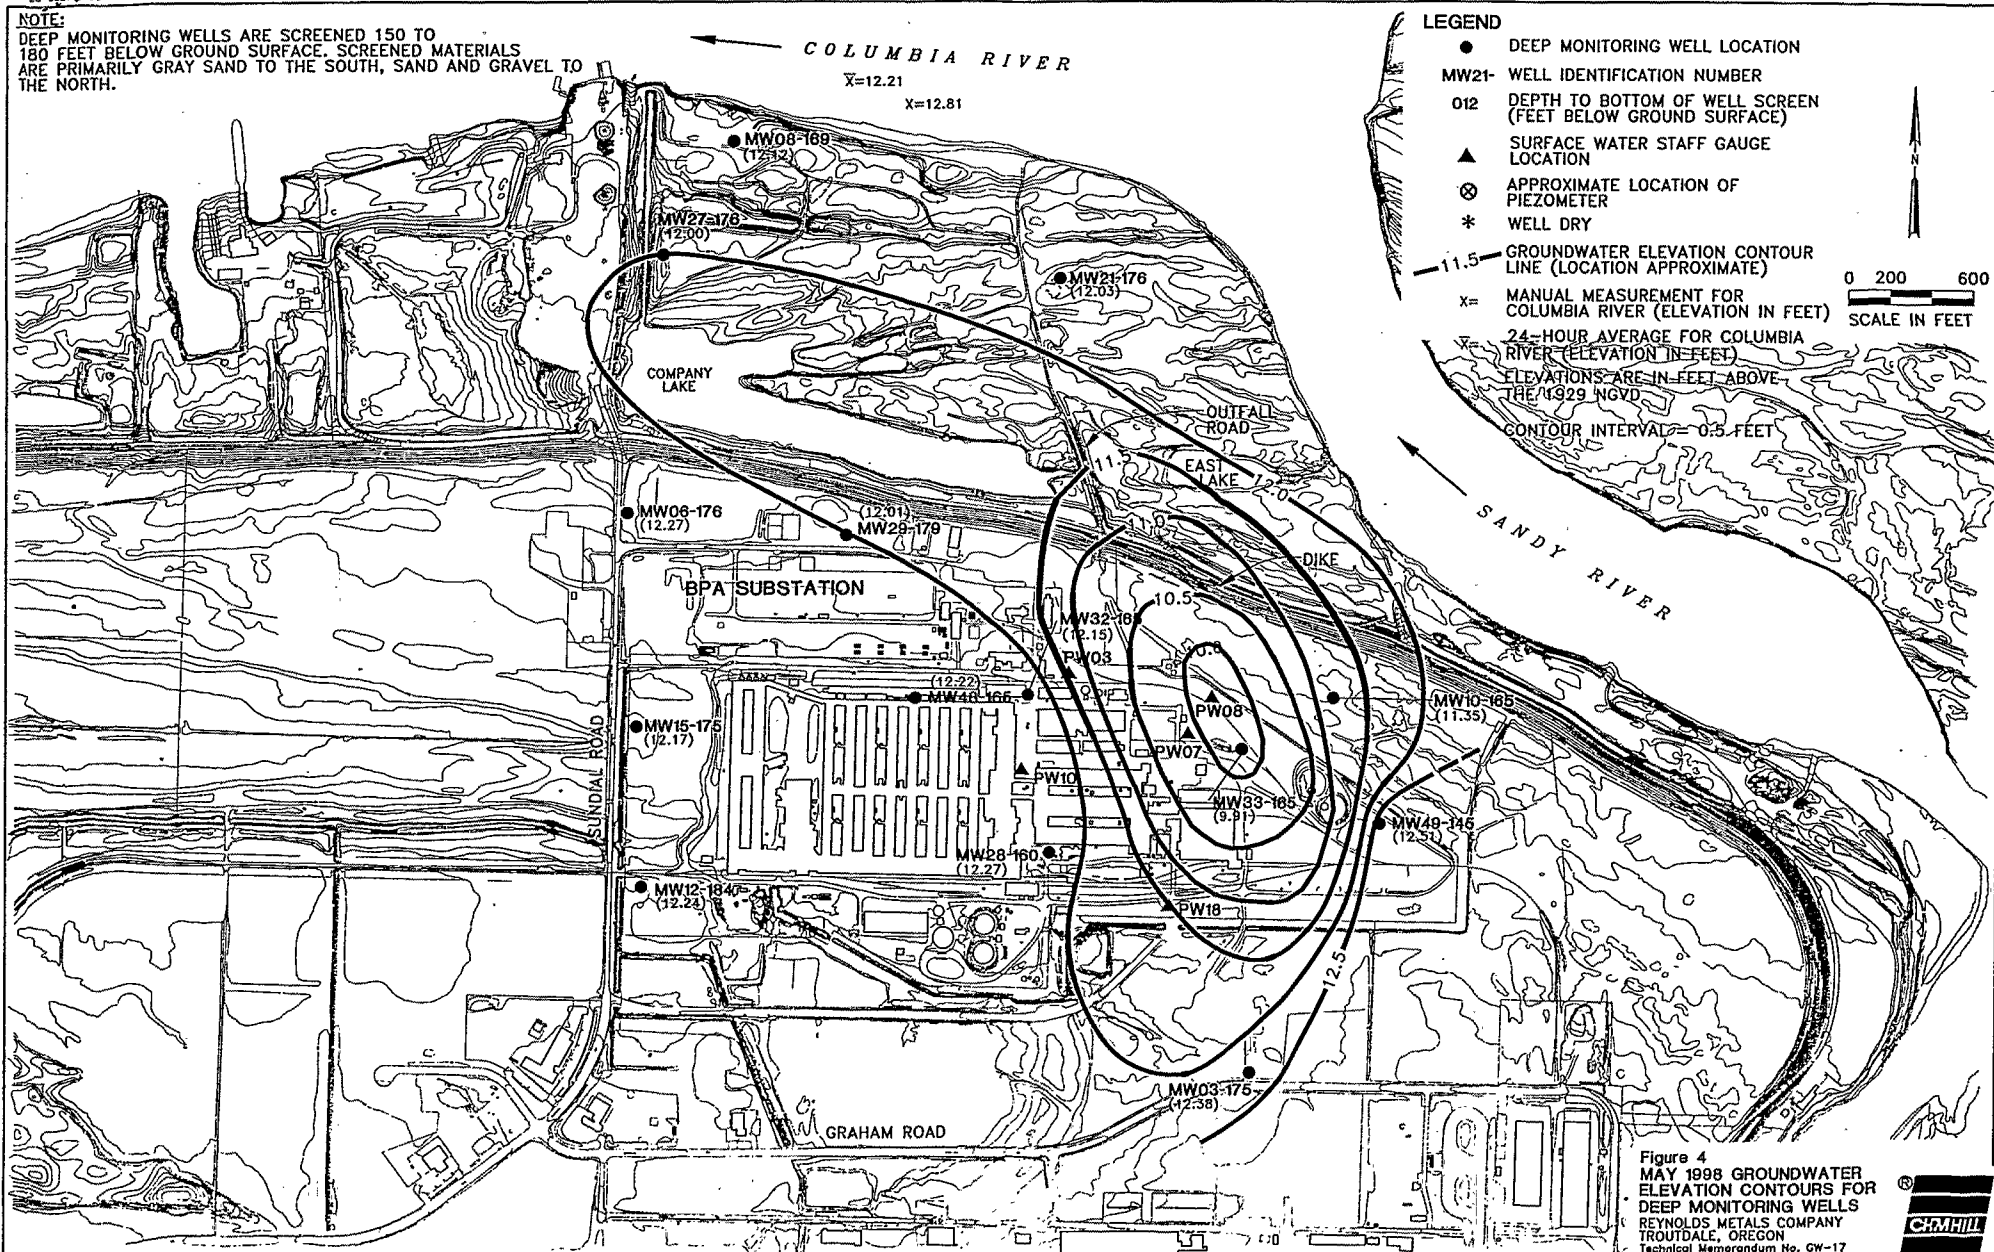 NOTE:
DEEP MONITORING WELLS ARE SCREENED 150 TO
180 FEET BELOW GROUND SURFACE. SCREENED MATERIALS
ARE PRIMARILY GRAY SAND TO THE SOUTH, SAND AND GRAVEL TO
THE NORTH.
COLUMBIA RIVER
X̅=12.21
X=12.81
LEGEND
DEEP MONITORING WELL LOCATION
MW21- WELL IDENTIFICATION NUMBER
012 DEPTH TO BOTTOM OF WELL SCREEN
(FEET BELOW GROUND SURFACE)
SURFACE WATER STAFF GAUGE
LOCATION
APPROXIMATE LOCATION OF
PIEZOMETER
* WELL DRY
11.5 GROUNDWATER ELEVATION CONTOUR
LINE (LOCATION APPROXIMATE)
X= MANUAL MEASUREMENT FOR
COLUMBIA RIVER (ELEVATION IN FEET)
X̅= 24-HOUR AVERAGE FOR COLUMBIA
RIVER (ELEVATION IN FEET)
ELEVATIONS ARE IN FEET ABOVE
THE 1929 NGVD
CONTOUR INTERVAL = 0.5 FEET
N
0 200 600
SCALE IN FEET
MW08-169
(12.12)
MW27-176
(12.00)
MW21-176
(12.03)
COMPANY
LAKE
OUTFALL
ROAD
11.5
EAST
LAKE
12.0
SANDY RIVER
MW06-176
(12.27)
(12.01)
MW29-179
11.0
DIKE
BPA SUBSTATION
10.5
MW32-165
(12.15)
PW03
(12.22)
MW48-165
PW08
MW10-165
(11.35)
MW15-175
(12.17)
SUNDIAL ROAD
PW07
PW10
MW33-165
(9.91)
MW49-145
(12.51)
MW28-160
(12.27)
MW12-184
(12.24)
PW18
12.5
MW03-175
(12.38)
GRAHAM ROAD
Figure 4
MAY 1998 GROUNDWATER
ELEVATION CONTOURS FOR
DEEP MONITORING WELLS
REYNOLDS METALS COMPANY
TROUTDALE, OREGON
Technical Memorandum No. GW-17
®
CH2MHILL